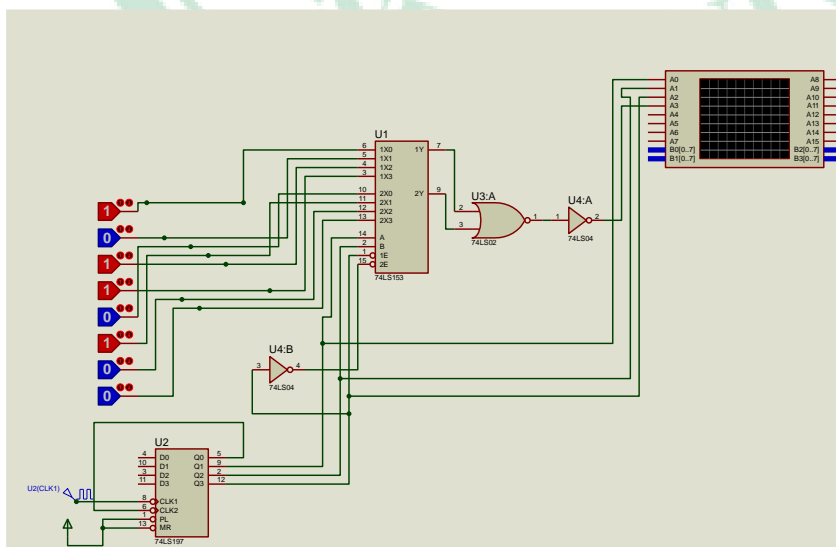 A0 A8
A1 A9
A2 A10
A3 A11
A4 A12
A5 A13
A6 A14
A7 A15
B0[0..7] B2[0..7]
B1[0..7] B3[0..7]
U1
6 1X0 1Y 7
5 1X1
4 1X2
3 1X3
10 2X0 2Y 9
11 2X1
12 2X2
13 2X3
14 A
2 B
1 1E
15 2E
74LS153
U3:A
2
3
1
74LS02
U4:A
1 2
74LS04
1
0
1
1
0
1
0
0
U4:B
3 4
74LS04
U2
4 D0 Q0 5
10 D1 Q1 9
3 D2 Q2 2
11 D3 Q3 12
U2(CLK1)
8 CLK1
6 CLK2
1 PL
13 MR
74LS197